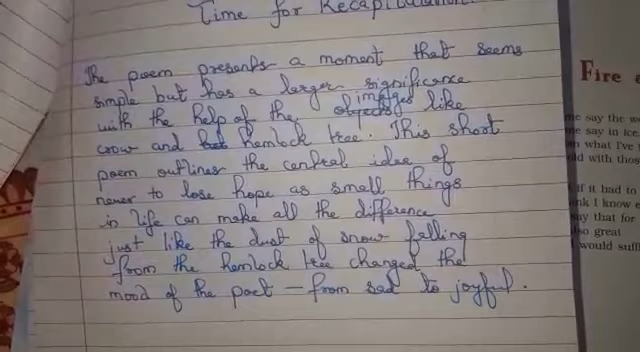 Time for Recapitulation.
The poem presents a moment that seems
simple but has a larger significance
with the help of the objects images like
crow and but hemlock tree. This short
poem outlines the central idea of
never to lose hope as small things
in life can make all the difference
just like the dust of snow falling
from the hemlock tree changed the
mood of the poet – from sad to joyful.
Fire
say the
say in ice
what I've
with
if it had to
I know
say that for
also great
would